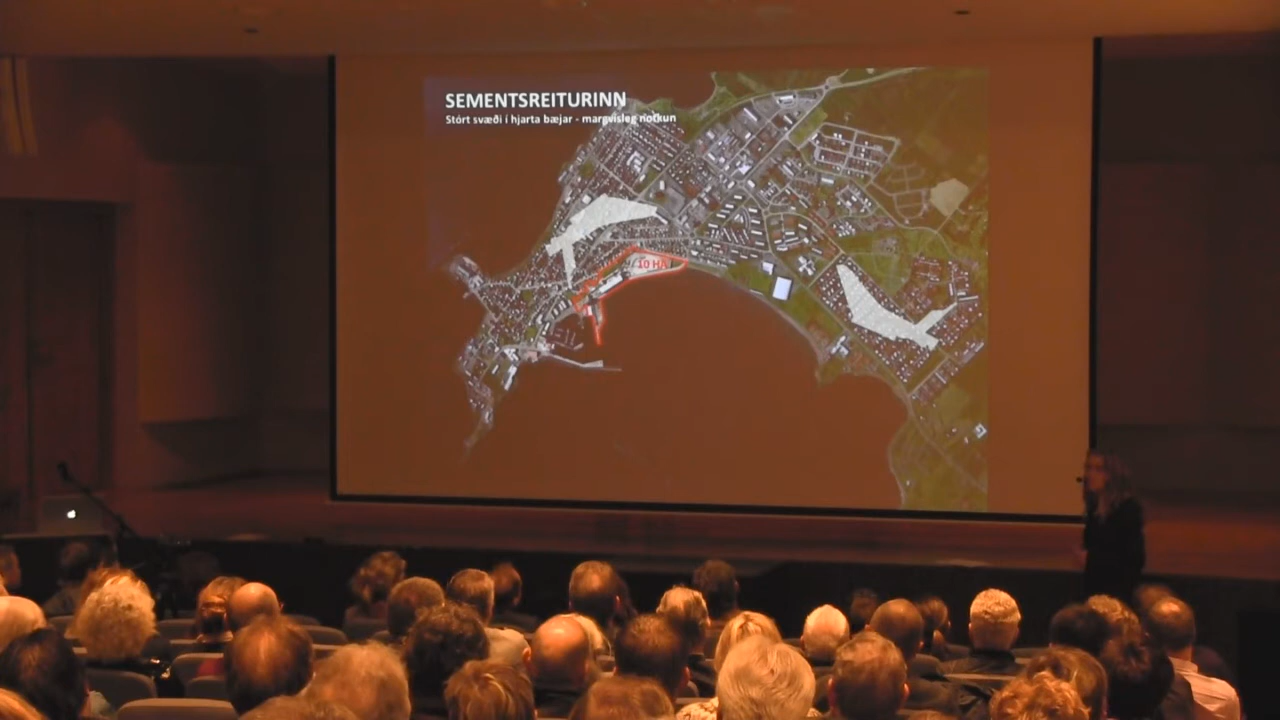 SEMENTSREITURINN
Stórt svæði í hjarta bæjar - margvísleg notkun
10 HA